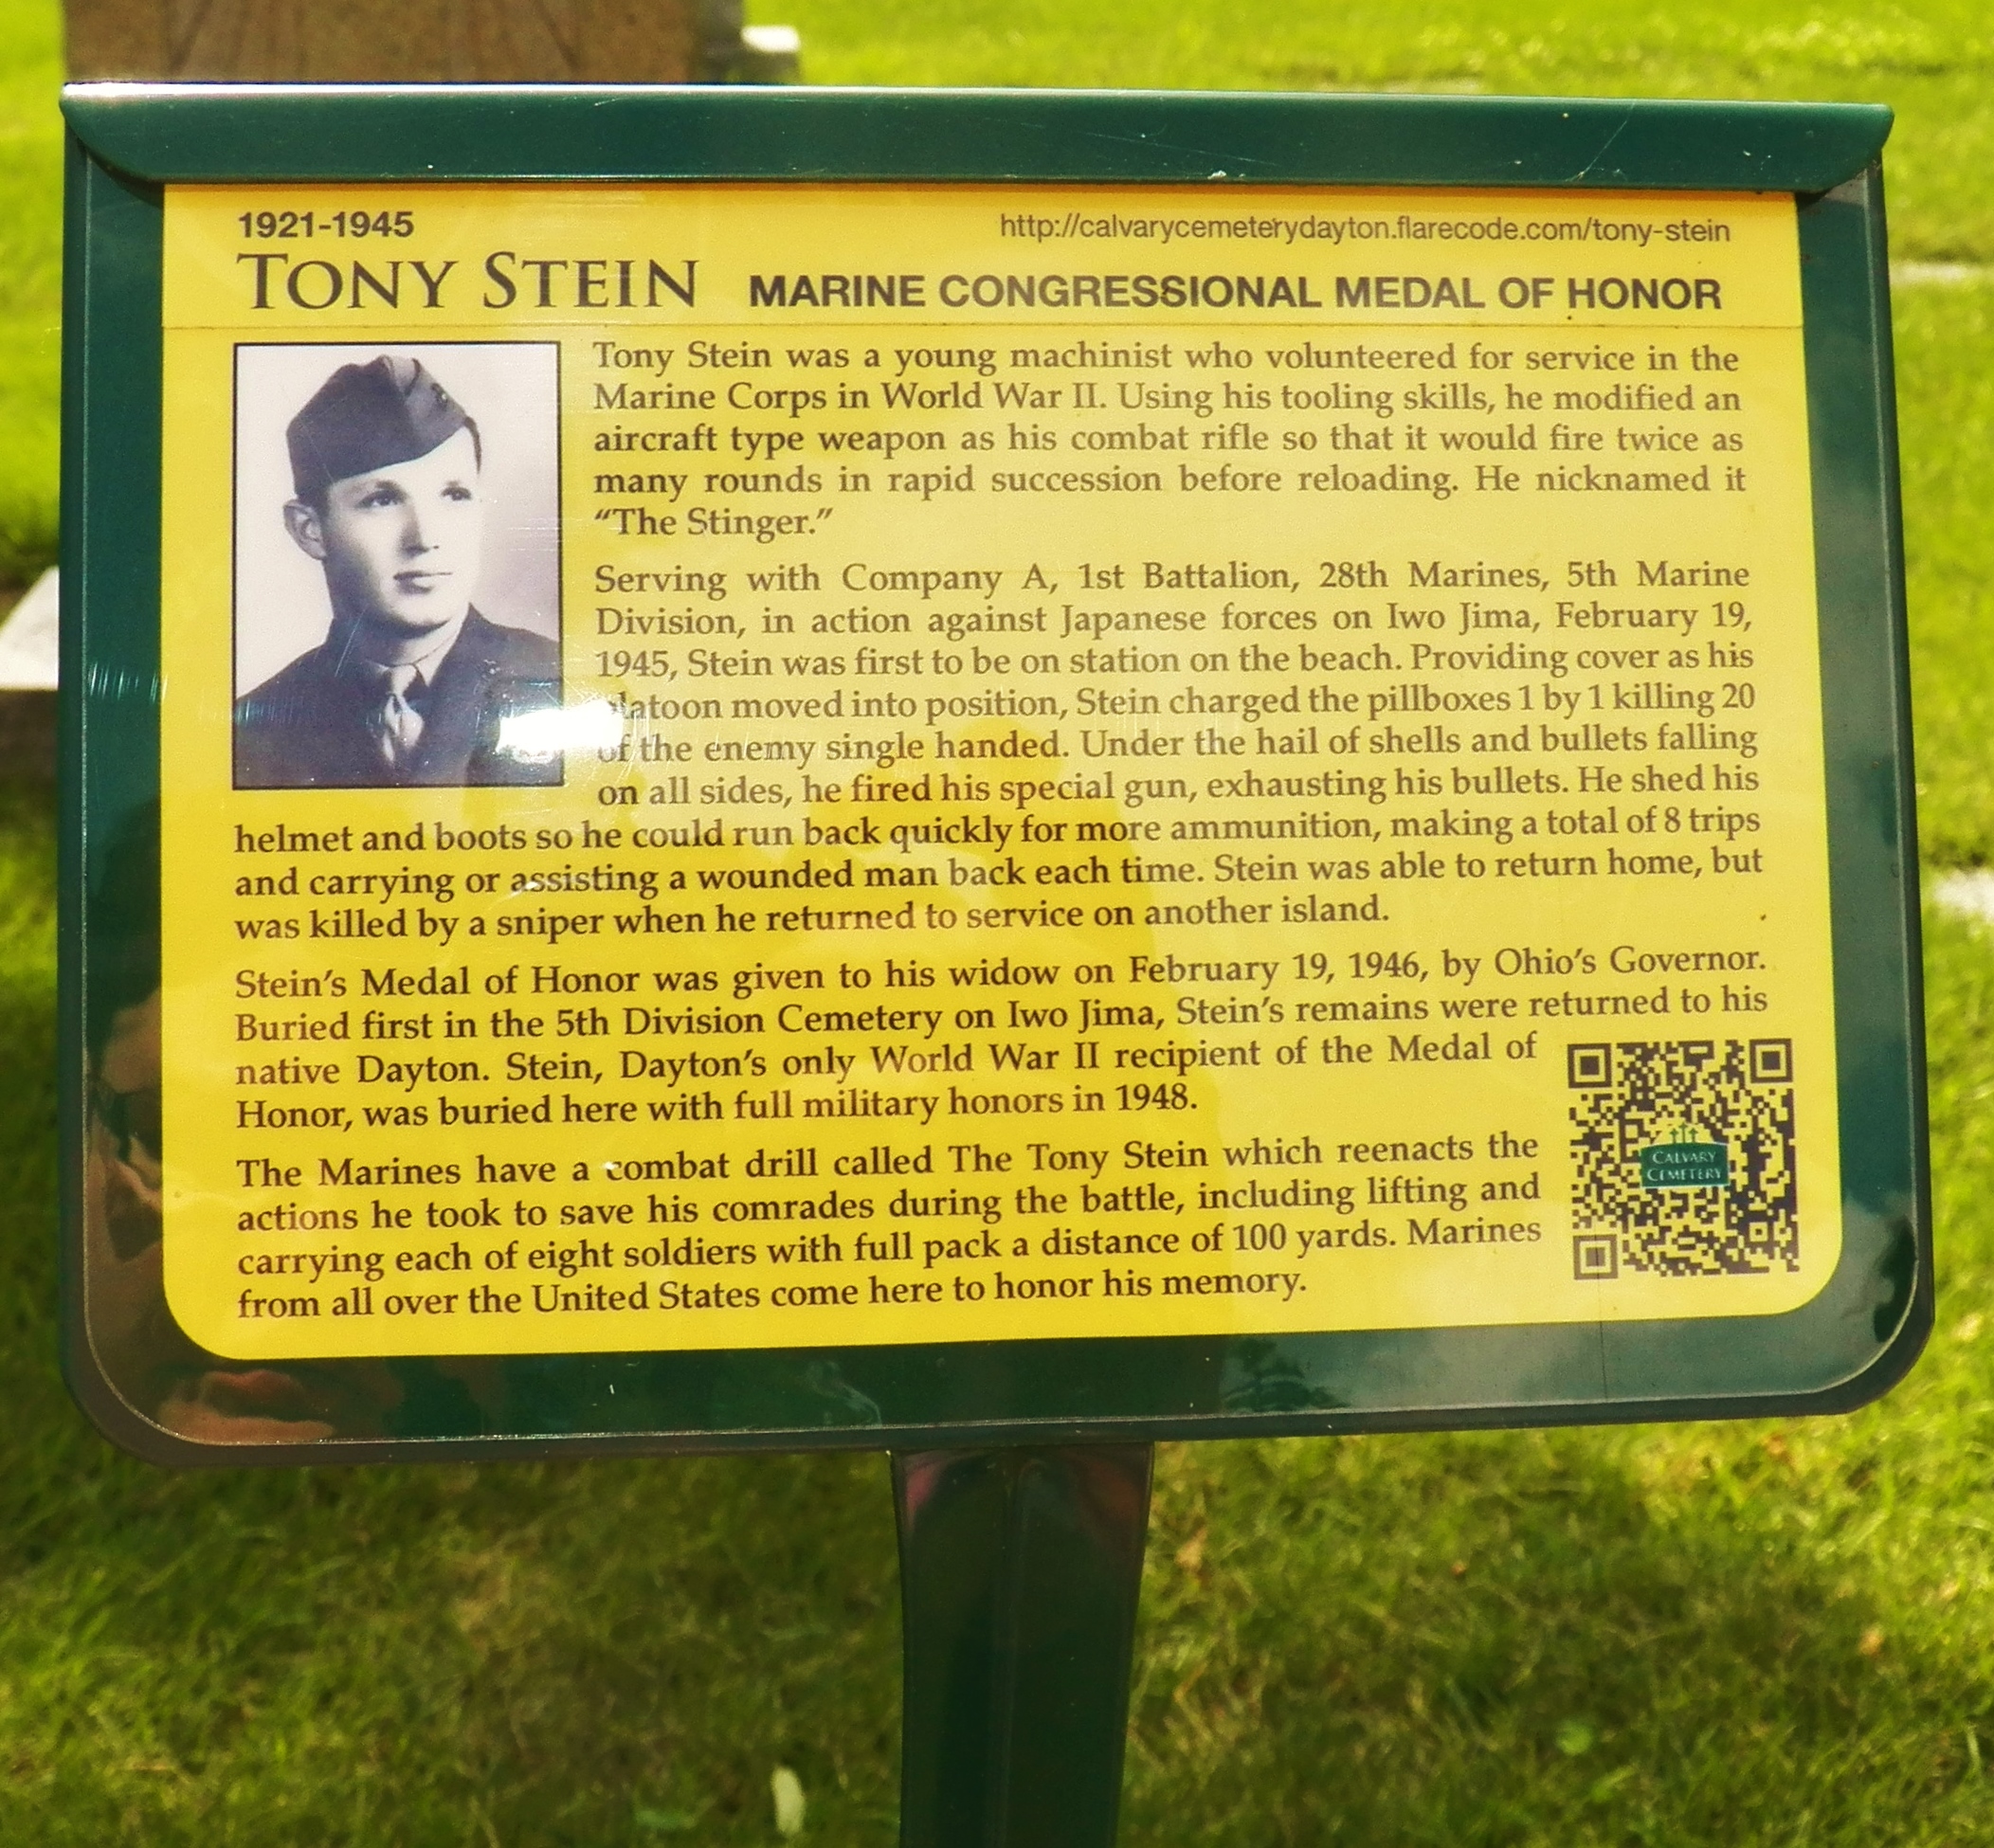 1921-1945
http://calvarycemeterydayton.flarecode.com/tony-stein
TONY STEIN MARINE CONGRESSIONAL MEDAL OF HONOR
Tony Stein was a young machinist who volunteered for service in the
Marine Corps in World War II. Using his tooling skills, he modified an
aircraft type weapon as his combat rifle so that it would fire twice as
many rounds in rapid succession before reloading. He nicknamed it
“The Stinger.”
Serving with Company A, 1st Battalion, 28th Marines, 5th Marine
Division, in action against Japanese forces on Iwo Jima, February 19,
1945, Stein was first to be on station on the beach. Providing cover as his
platoon moved into position, Stein charged the pillboxes 1 by 1 killing 20
of the enemy single handed. Under the hail of shells and bullets falling
on all sides, he fired his special gun, exhausting his bullets. He shed his
helmet and boots so he could run back quickly for more ammunition, making a total of 8 trips
and carrying or assisting a wounded man back each time. Stein was able to return home, but
was killed by a sniper when he returned to service on another island.
Stein’s Medal of Honor was given to his widow on February 19, 1946, by Ohio’s Governor.
Buried first in the 5th Division Cemetery on Iwo Jima, Stein’s remains were returned to his
native Dayton. Stein, Dayton’s only World War II recipient of the Medal of
Honor, was buried here with full military honors in 1948.
The Marines have a combat drill called The Tony Stein which reenacts the
actions he took to save his comrades during the battle, including lifting and
carrying each of eight soldiers with full pack a distance of 100 yards. Marines
from all over the United States come here to honor his memory.
CALVARY
CEMETERY